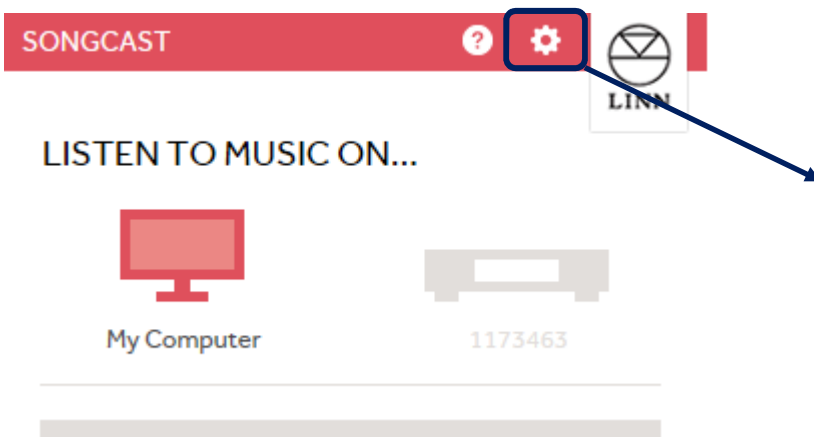 SONGCAST
?
LINN
LISTEN TO MUSIC ON...
My Computer
1173463